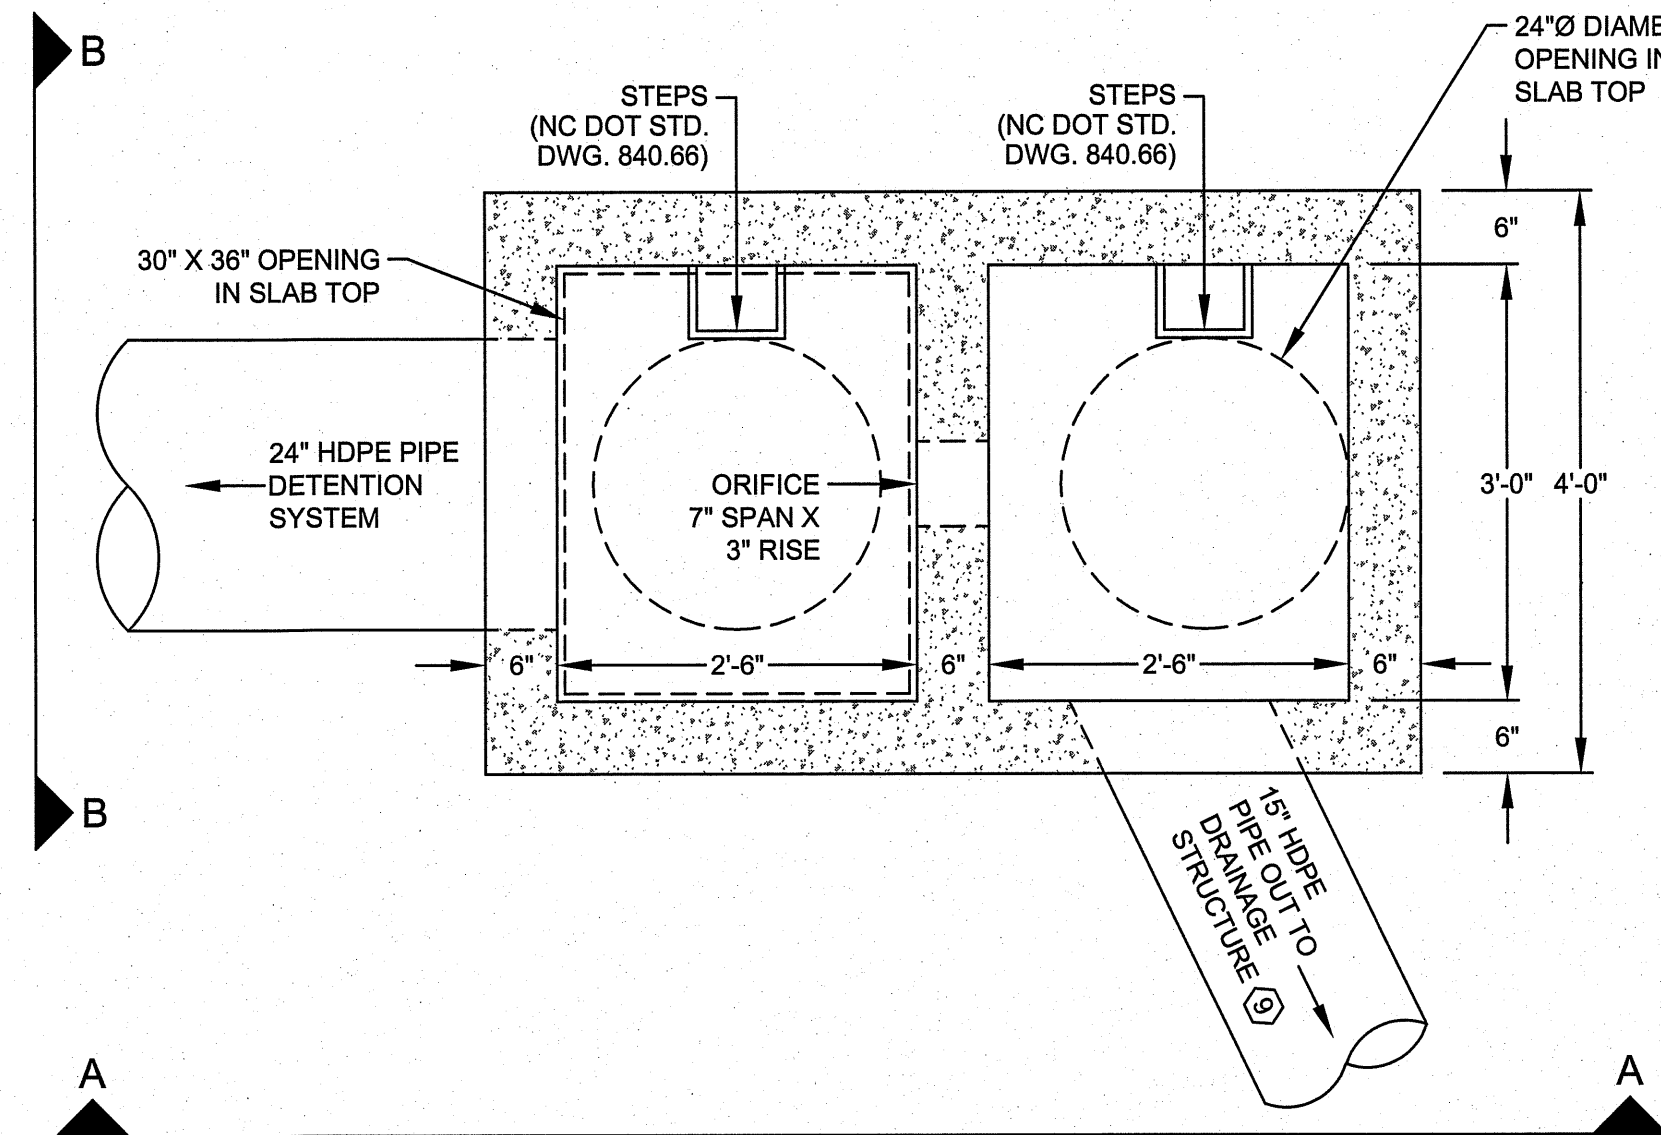 B
24"Ø
OPENING
SLAB TOP
STEPS
(NC DOT STD.
DWG. 840.66)
STEPS
(NC DOT STD.
DWG. 840.66)
30" X 36" OPENING
IN SLAB TOP
6"
24" HDPE PIPE
DETENTION
SYSTEM
ORIFICE
7" SPAN X
3" RISE
3'-0"
4'-0"
6"
2'-6"
6"
2'-6"
6"
6"
B
15" HDPE
PIPE OUT TO
DRAINAGE
STRUCTURE 9
A
A